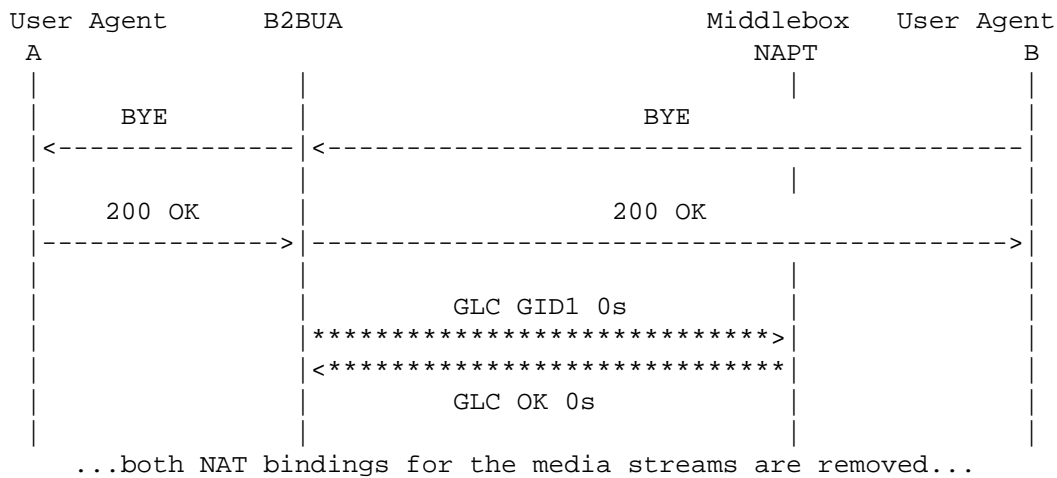 User Agent B2BUA Middlebox User Agent
A NAPT B
BYE BYE
200 OK 200 OK
GLC GID1 0s
GLC OK 0s
...both NAT bindings for the media streams are removed...